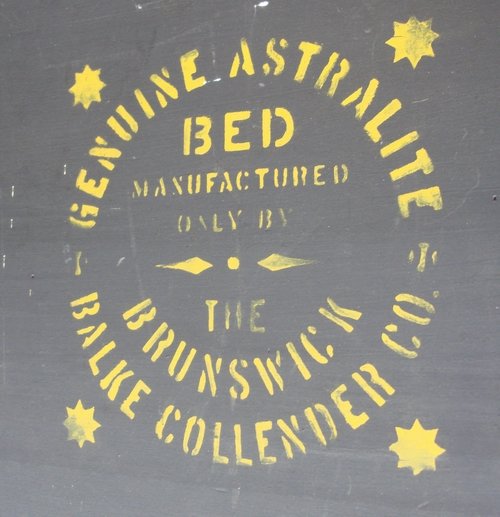 GENUINE ASTRALITE
BED
MANUFACTURED
ONLY BY
THE
BRUNSWICK
BALKE COLLENDER CO.